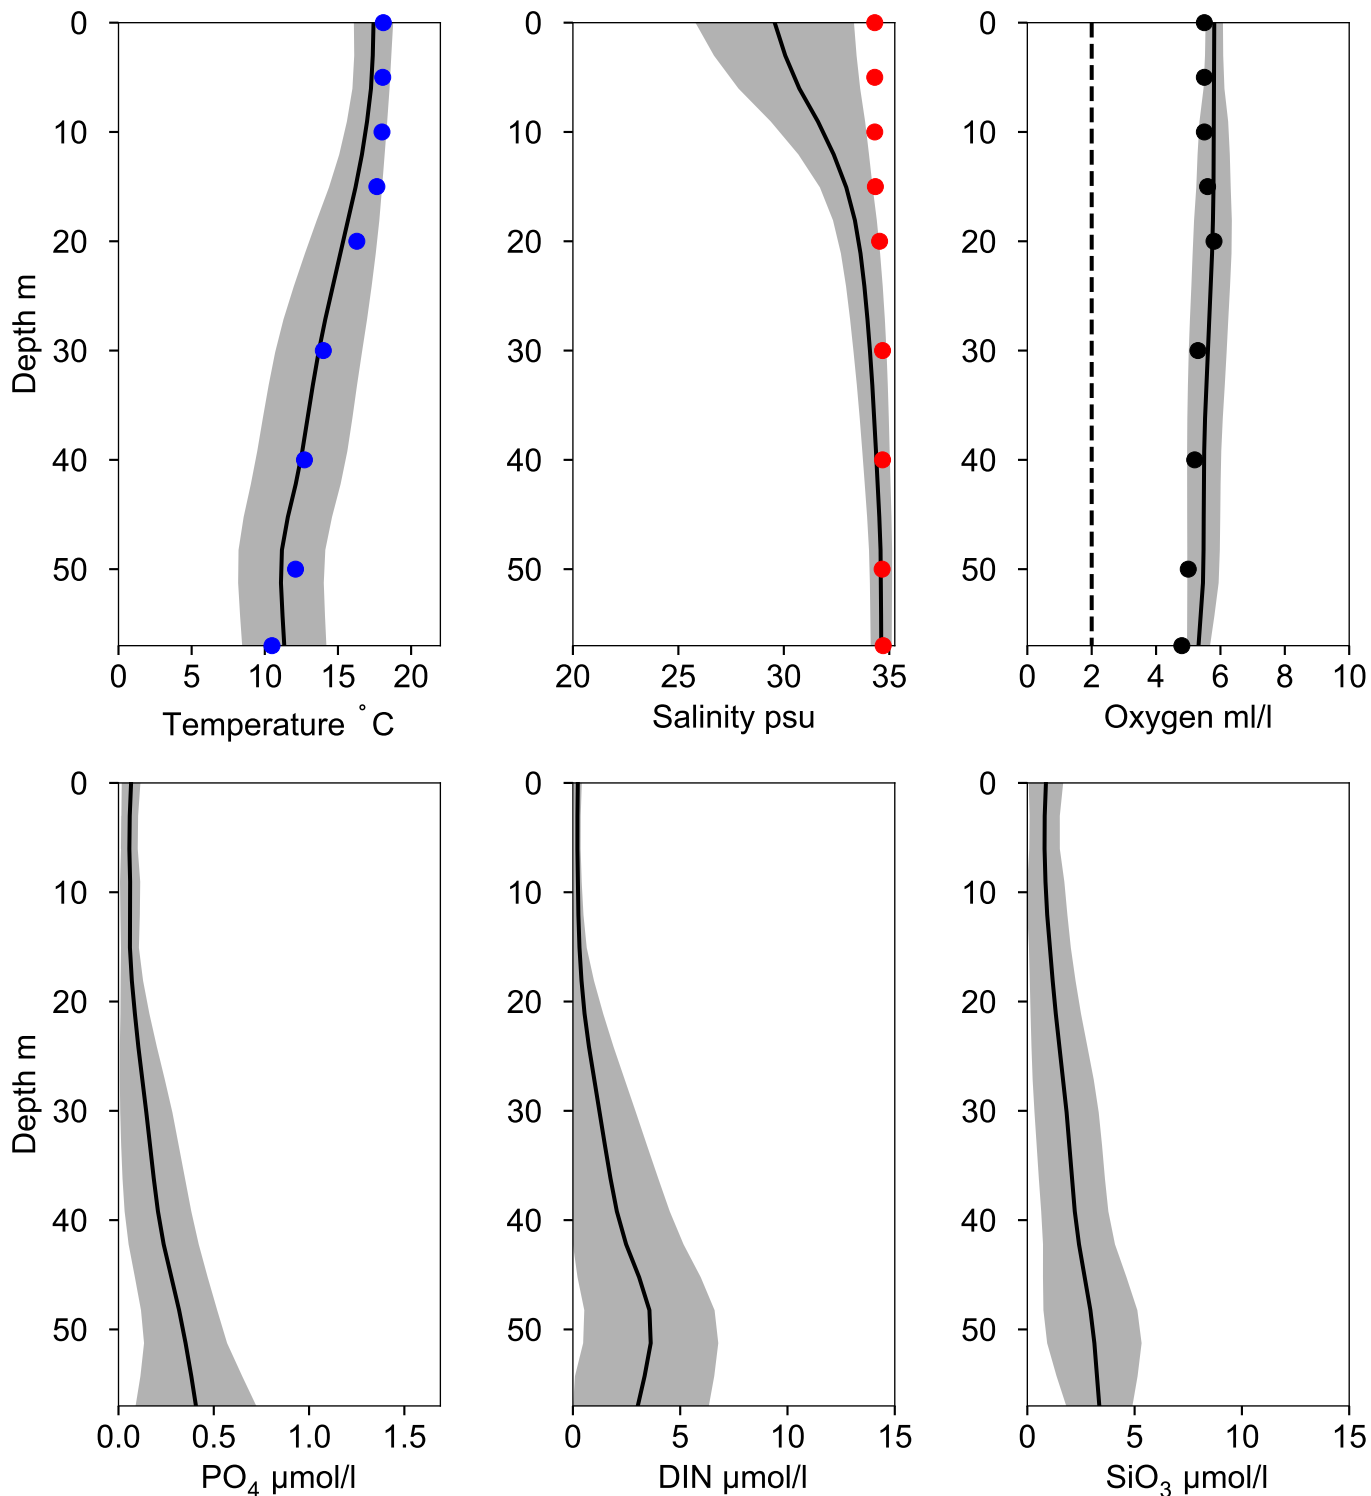 0
10
20
30
40
50
Depth m
0 5 10 15 20
Temperature °C
0
10
20
30
40
50
20 25 30 35
Salinity psu
0
10
20
30
40
50
0 2 4 6 8 10
Oxygen ml/l
0
10
20
30
40
50
Depth m
0.0 0.5 1.0 1.5
PO₄ µmol/l
0
10
20
30
40
50
0 5 10 15
DIN µmol/l
0
10
20
30
40
50
0 5 10 15
SiO₃ µmol/l